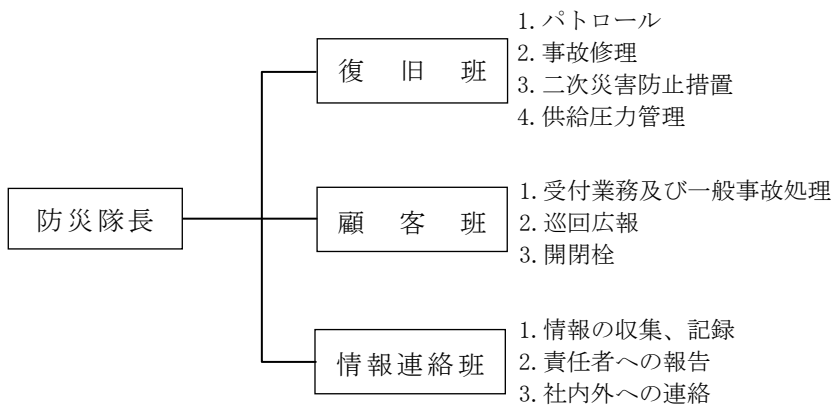 防災隊長
復旧班
1.パトロール
2.事故修理
3.二次災害防止措置
4.供給圧力管理
顧客班
1.受付業務及び一般事故処理
2.巡回広報
3.開閉栓
情報連絡班
1.情報の収集、記録
2.責任者への報告
3.社内外への連絡